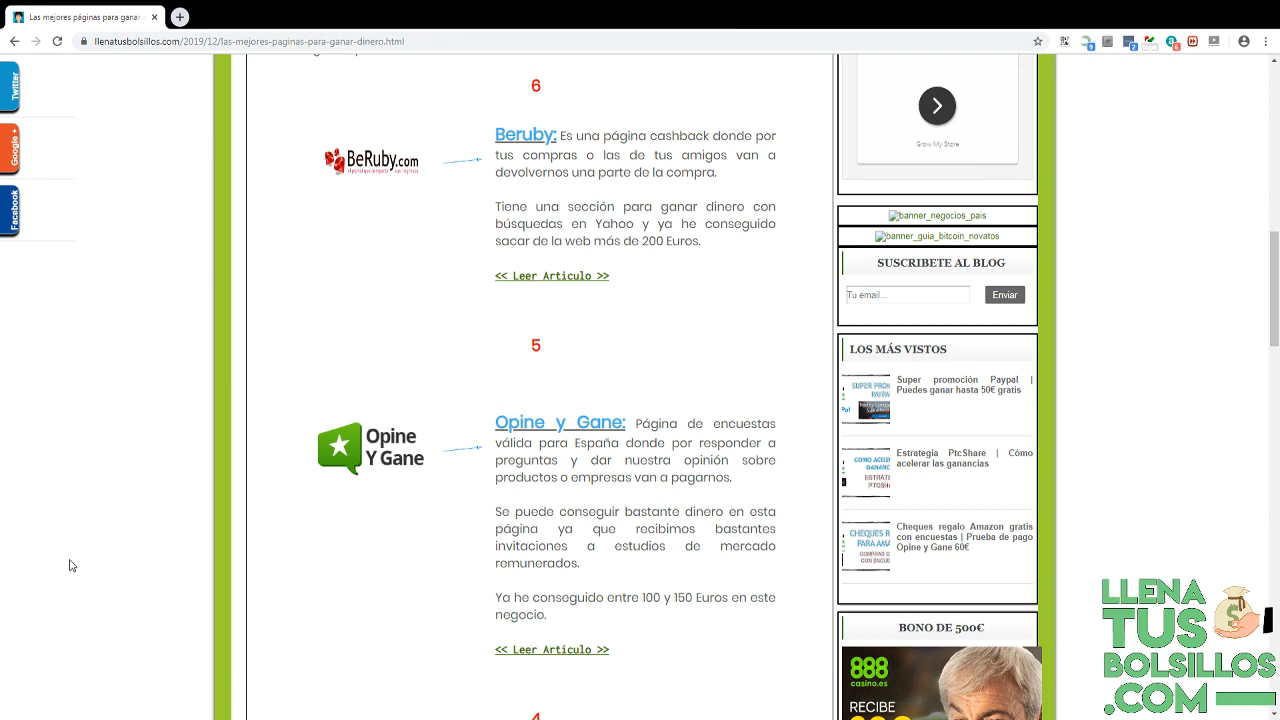 Las mejores páginas para ganar d
llenatusbolsillos.com/2019/12/las-mejores-paginas-para-ganar-dinero.html
Twitter
Google +
Facebook
6
BeRuby.com
Beruby: Es una página cashback donde por
tus compras o las de tus amigos van a
devolvernos una parte de la compra.
Tiene una sección para ganar dinero con
búsquedas en Yahoo y ya he conseguido
sacar de la web más de 200 Euros.
<< Leer Articulo >>
5
Opine
Y Gane
Opine y Gane: Página de encuestas
válida para España donde por responder a
preguntas y dar nuestra opinión sobre
productos o empresas van a pagarnos.
Se puede conseguir bastante dinero en esta
página ya que recibimos bastantes
invitaciones a estudios de mercado
remunerados.
Ya he conseguido entre 100 y 150 Euros en este
negocio.
<< Leer Articulo >>
4
Grow My Store
banner_negocios_pais
banner_guia_bitcoin_novatos
SUSCRIBETE AL BLOG
Tu email...
Enviar
LOS MÁS VISTOS
Super promoción Paypal |
Puedes ganar hasta 50€ gratis
Estrategia PtcShare | Cómo
acelerar las ganancias
Cheques regalo Amazon gratis
con encuestas | Prueba de pago
Opine y Gane 60€
BONO DE 500€
888
casino.es
RECIBE
LLENA
TUS
BOLSILLOS
.COM